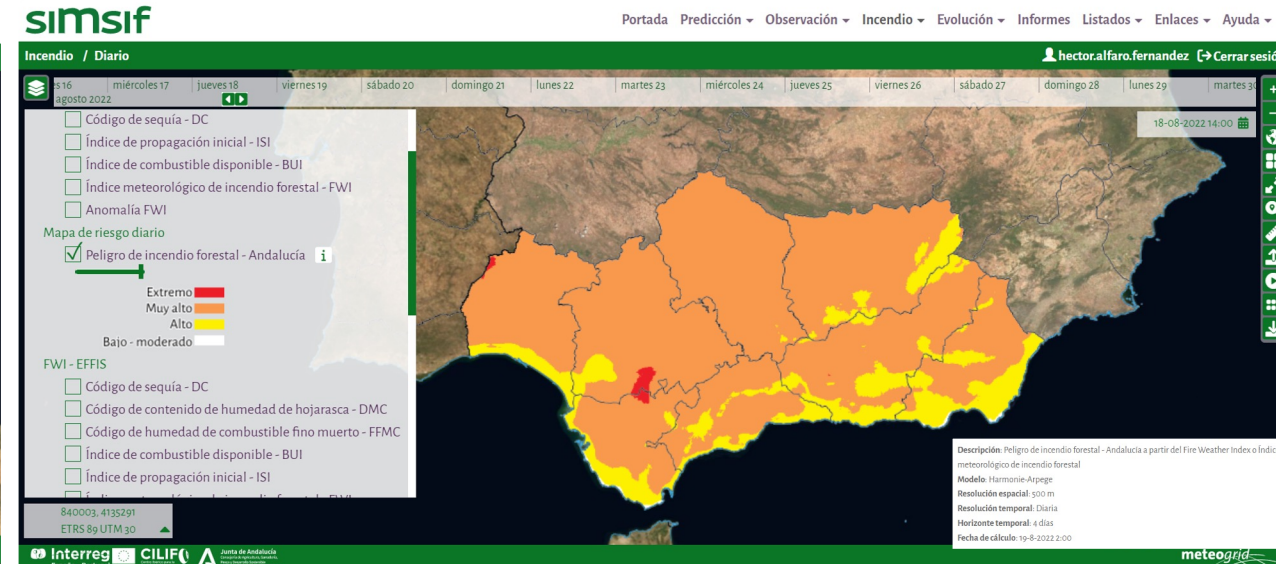 simsif
Portada Predicción Observación Incendio Evolución Informes Listados Enlaces Ayuda
Incendio / Diario
hector.alfaro.fernandez Cerrar sesió
es 16 miércoles 17 jueves 18 viernes 19 sábado 20 domingo 21 lunes 22 martes 23 miércoles 24 jueves 25 viernes 26 sábado 27 domingo 28 lunes 29 martes 30
agosto 2022
18-08-2022 14:00
Código de sequía - DC
Índice de propagación inicial - ISI
Índice de combustible disponible - BUI
Índice meteorológico de incendio forestal - FWI
Anomalía FWI
Mapa de riesgo diario
Peligro de incendio forestal - Andalucía i
Extremo
Muy alto
Alto
Bajo - moderado
FWI - EFFIS
Código de sequía - DC
Código de contenido de humedad de hojarasca - DMC
Código de humedad de combustible fino muerto - FFMC
Índice de combustible disponible - BUI
Índice de propagación inicial - ISI
840003, 4135291
ETRS 89 UTM 30
Descripción: Peligro de incendio forestal - Andalucía a partir del Fire Weather Index o Índic
meteorológico de incendio forestal
Modelo: Harmonie-Arpege
Resolución espacial: 500 m
Resolución temporal: Diaria
Horizonte temporal: 4 días
Fecha de cálculo: 19-8-2022 2:00
Interreg CILIFO Junta de Andalucía
meteogrid